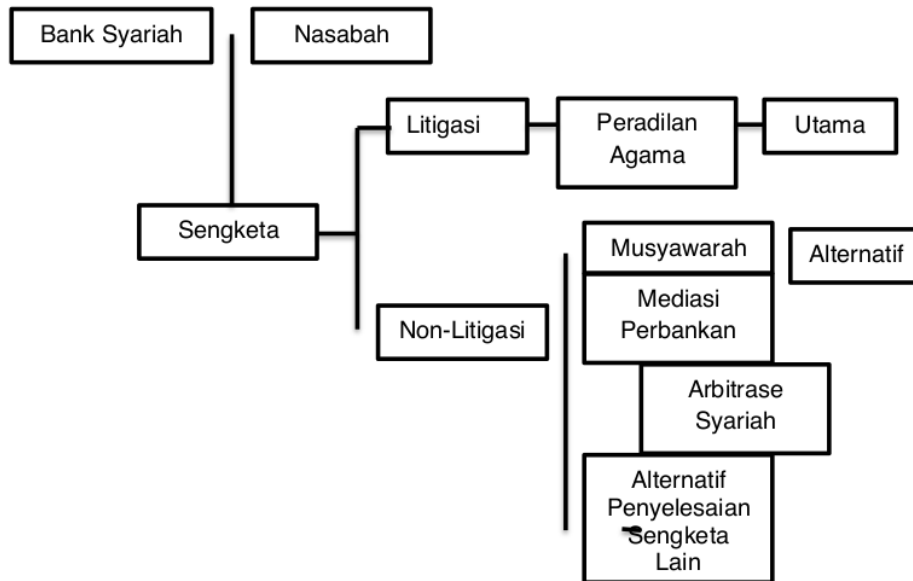 Bank Syariah
Nasabah
Litigasi
Peradilan
Agama
Utama
Sengketa
Musyawarah
Alternatif
Mediasi
Perbankan
Non-Litigasi
Arbitrase
Syariah
Alternatif
Penyelesaian
Sengketa
Lain